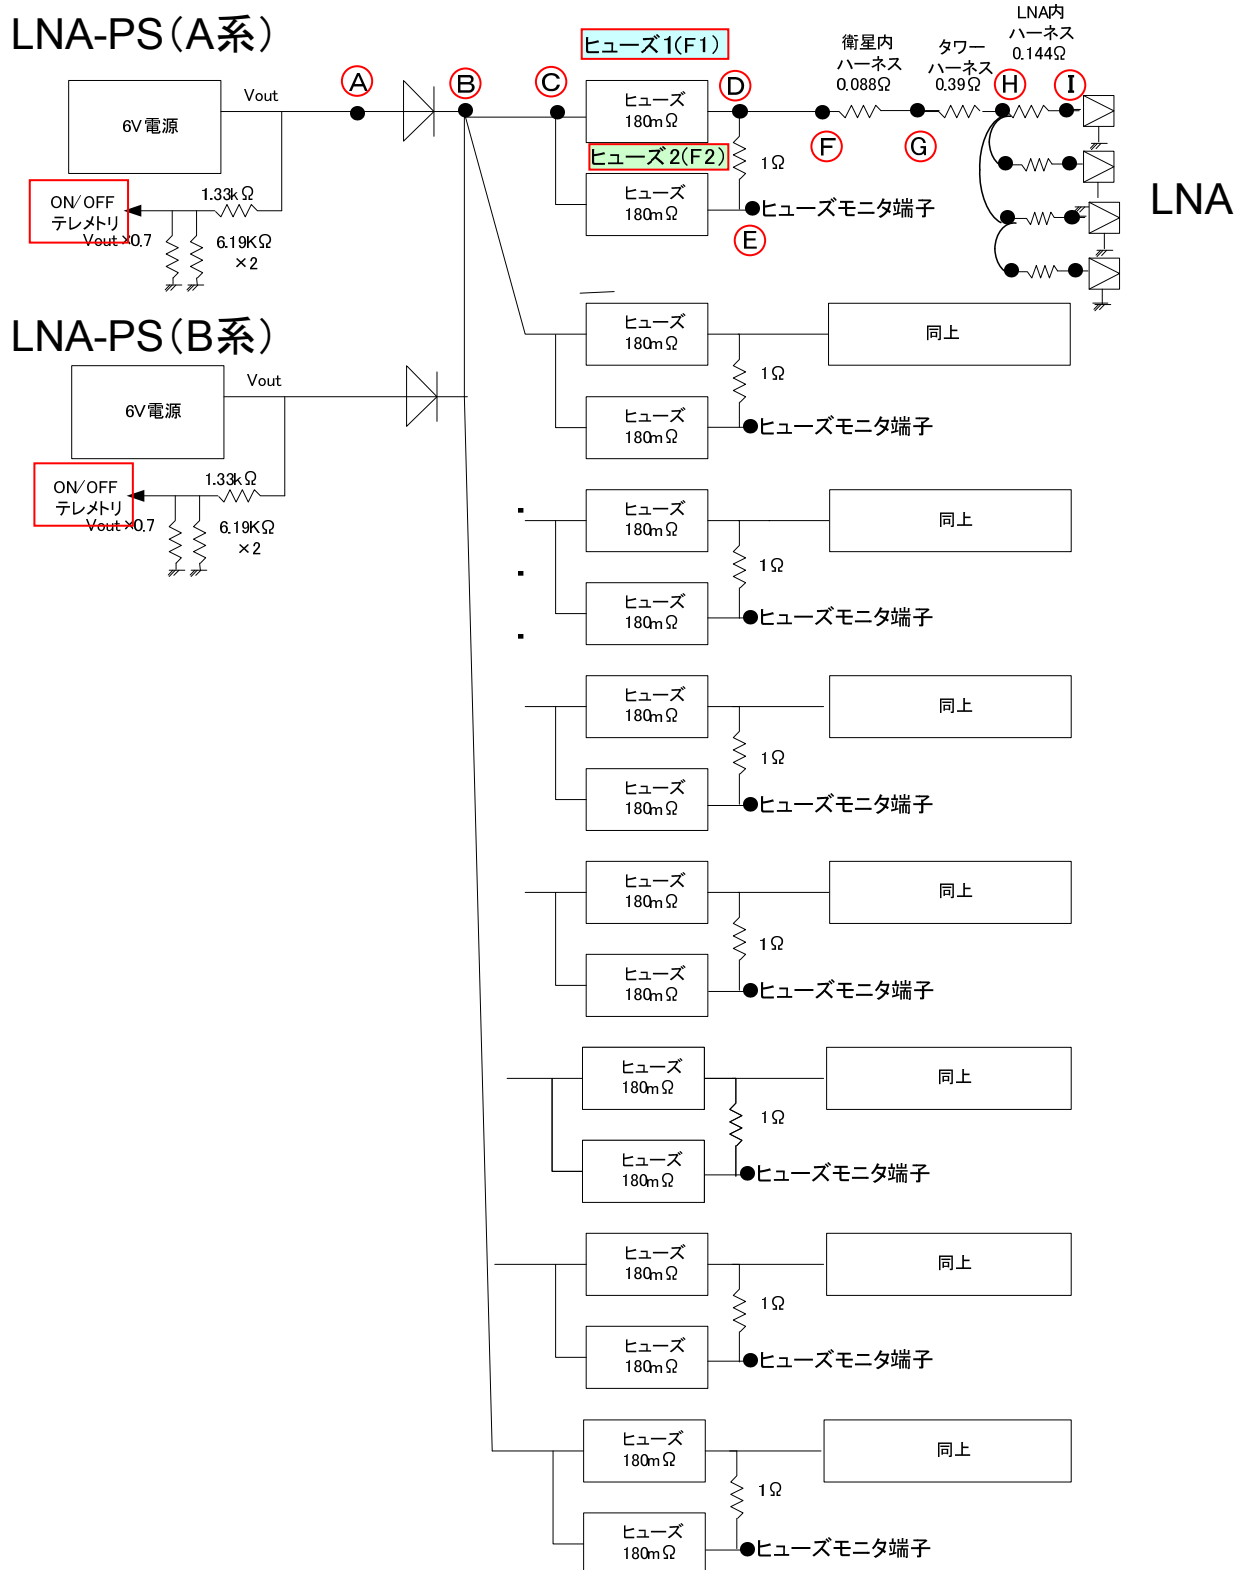 LNA-PS（A系）
ヒューズ1(F1)
LNA内
ハーネス
0.144Ω
衛星内
ハーネス
0.088Ω
タワー
ハーネス
0.39Ω
A
B
C
D
H
I
Vout
6V電源
ヒューズ
180mΩ
F
G
ヒューズ2(F2)
1Ω
ON/OFF
テレメトリ
Vout×0.7
1.33kΩ
6.19KΩ
×2
ヒューズ
180mΩ
ヒューズモニタ端子
E
LNA
LNA-PS（B系）
ヒューズ
180mΩ
同上
1Ω
Vout
6V電源
ヒューズ
180mΩ
ヒューズモニタ端子
ON/OFF
テレメトリ
Vout×0.7
1.33kΩ
6.19KΩ
×2
ヒューズ
180mΩ
同上
1Ω
ヒューズ
180mΩ
ヒューズモニタ端子
ヒューズ
180mΩ
同上
1Ω
ヒューズ
180mΩ
ヒューズモニタ端子
ヒューズ
180mΩ
同上
1Ω
ヒューズ
180mΩ
ヒューズモニタ端子
ヒューズ
180mΩ
同上
1Ω
ヒューズ
180mΩ
ヒューズモニタ端子
ヒューズ
180mΩ
同上
1Ω
ヒューズ
180mΩ
ヒューズモニタ端子
ヒューズ
180mΩ
同上
1Ω
ヒューズ
180mΩ
ヒューズモニタ端子